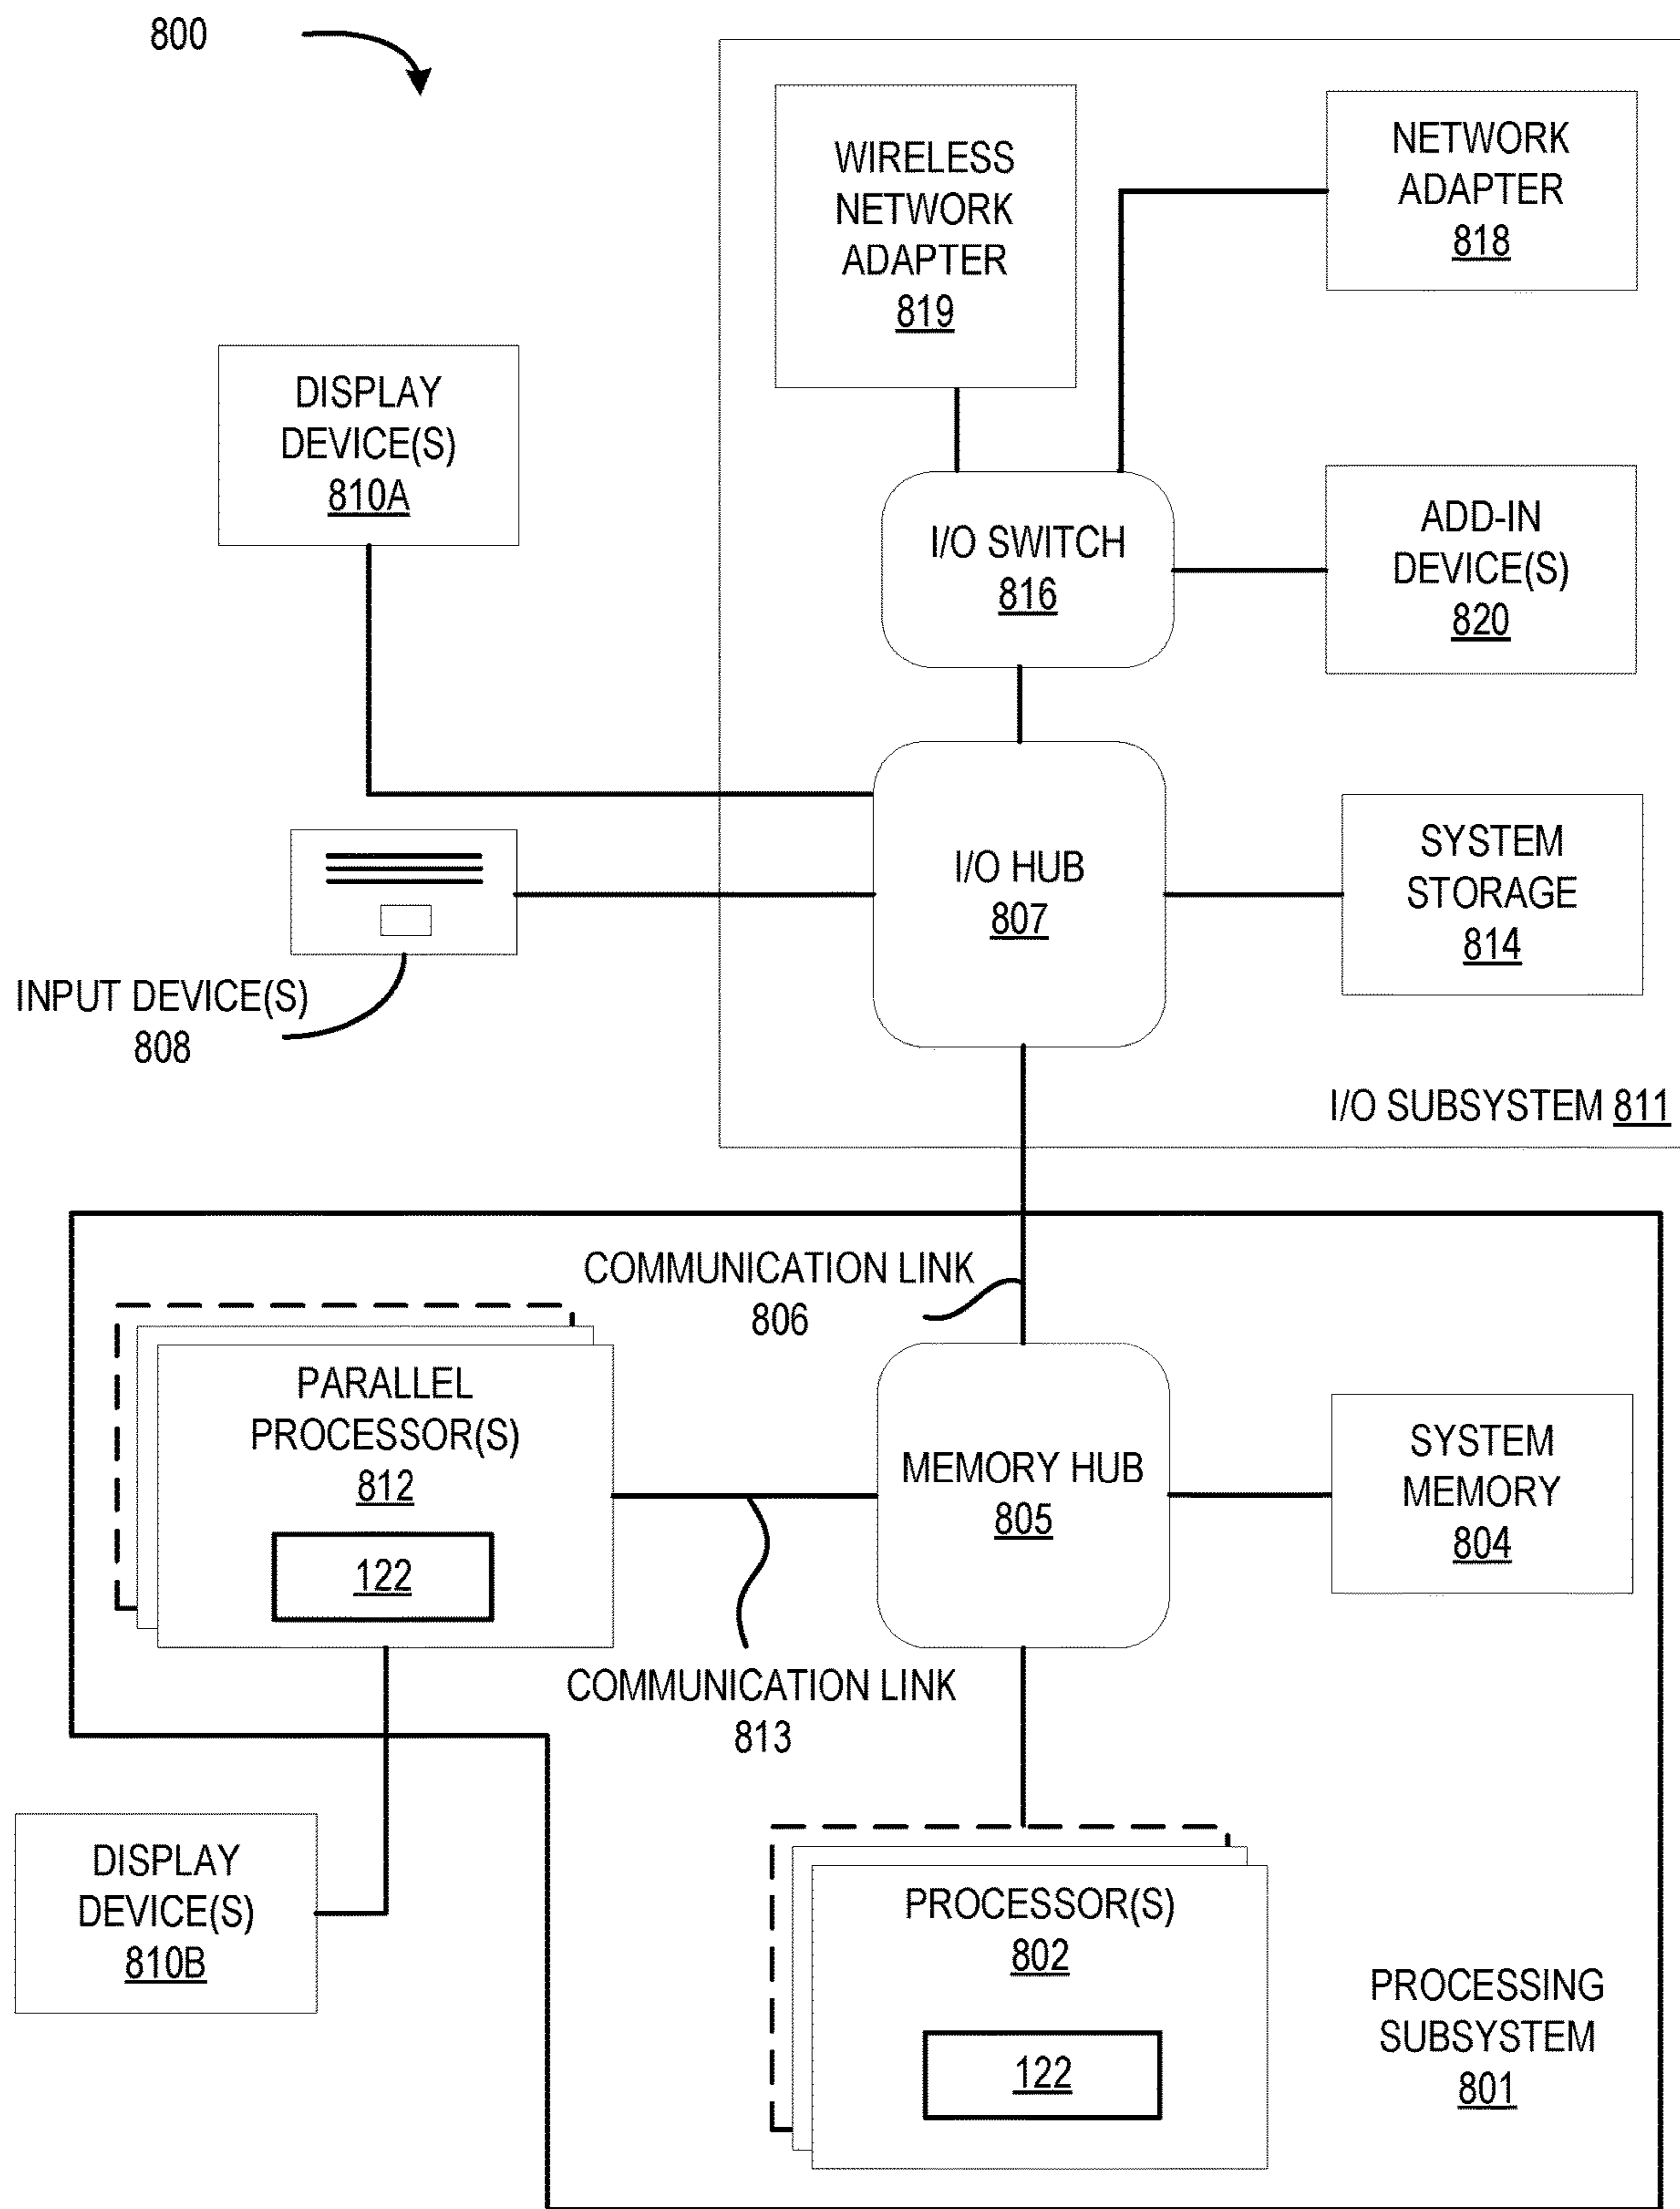 800
WIRELESS
NETWORK
ADAPTER
819
NETWORK
ADAPTER
818
DISPLAY
DEVICE(S)
810A
I/O SWITCH
816
ADD-IN
DEVICE(S)
820
I/O HUB
807
SYSTEM
STORAGE
814
INPUT DEVICE(S)
808
I/O SUBSYSTEM 811
COMMUNICATION LINK
806
PARALLEL
PROCESSOR(S)
812
122
MEMORY HUB
805
SYSTEM
MEMORY
804
COMMUNICATION LINK
813
DISPLAY
DEVICE(S)
810B
PROCESSOR(S)
802
122
PROCESSING
SUBSYSTEM
801